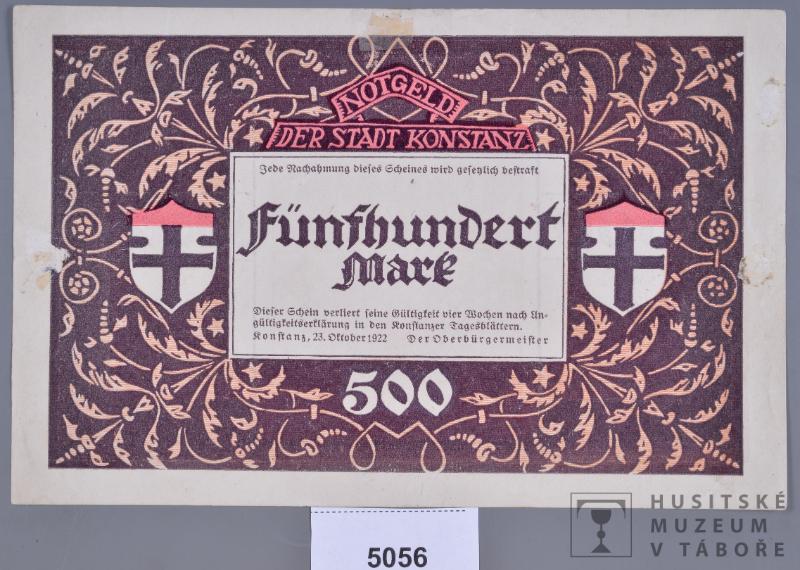 NOTGELD
DER STADT KONSTANZ
Jede Nachahmung dieses Scheines wird gesetzlich bestraft
Fünfhundert
Mark
Dieser Schein verliert seine Gültigkeit vier Wochen nach Un-
gültigkeitserklärung in den Konstanzer Tagesblättern.
Konstanz, 23. Oktober 1922 Der Oberbürgermeister
500
5056
HUSITSKÉ
MUZEUM
V TÁBOŘE